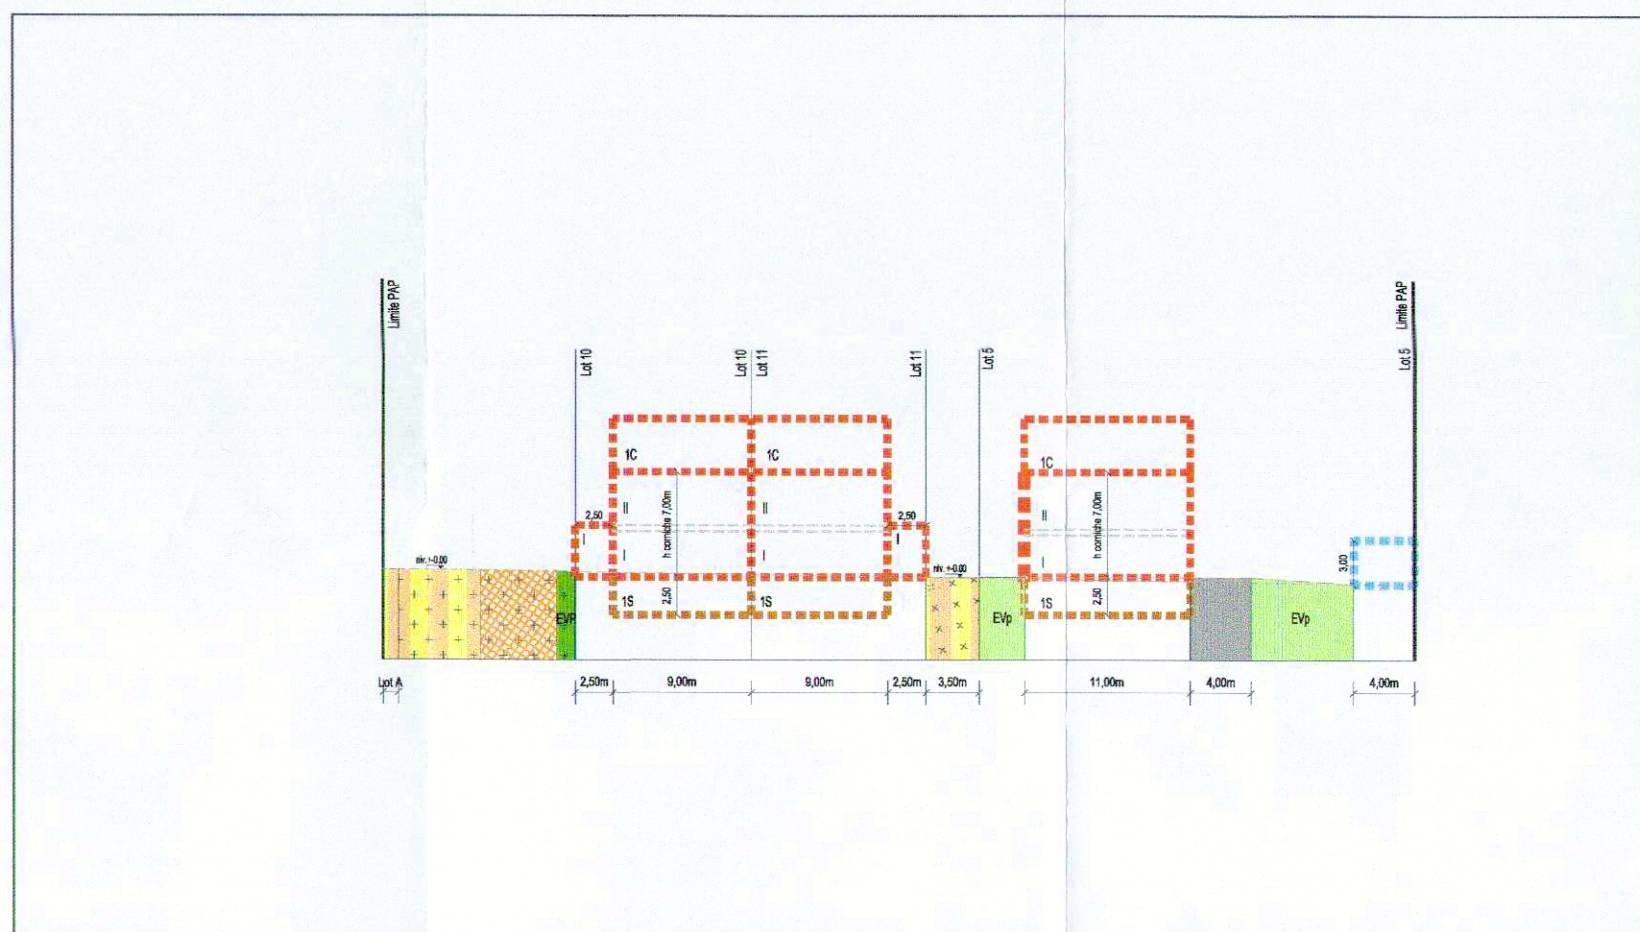 Limite PAP
Limite PAP
Lot 10
Lot 10
Lot 11
Lot 11
Lot 5
Lot 5
1C
1C
1C
II
II
II
h corniche 7,00m
h corniche 7,00m
2,50
2,50
I
I
I
I
I
3,00
niv. +-0.00
niv. +-0.00
1S
2,50
1S
1S
2,50
EVP
EVp
EVp
Lot A
2,50m
9,00m
9,00m
2,50m
3,50m
11,00m
4,00m
4,00m